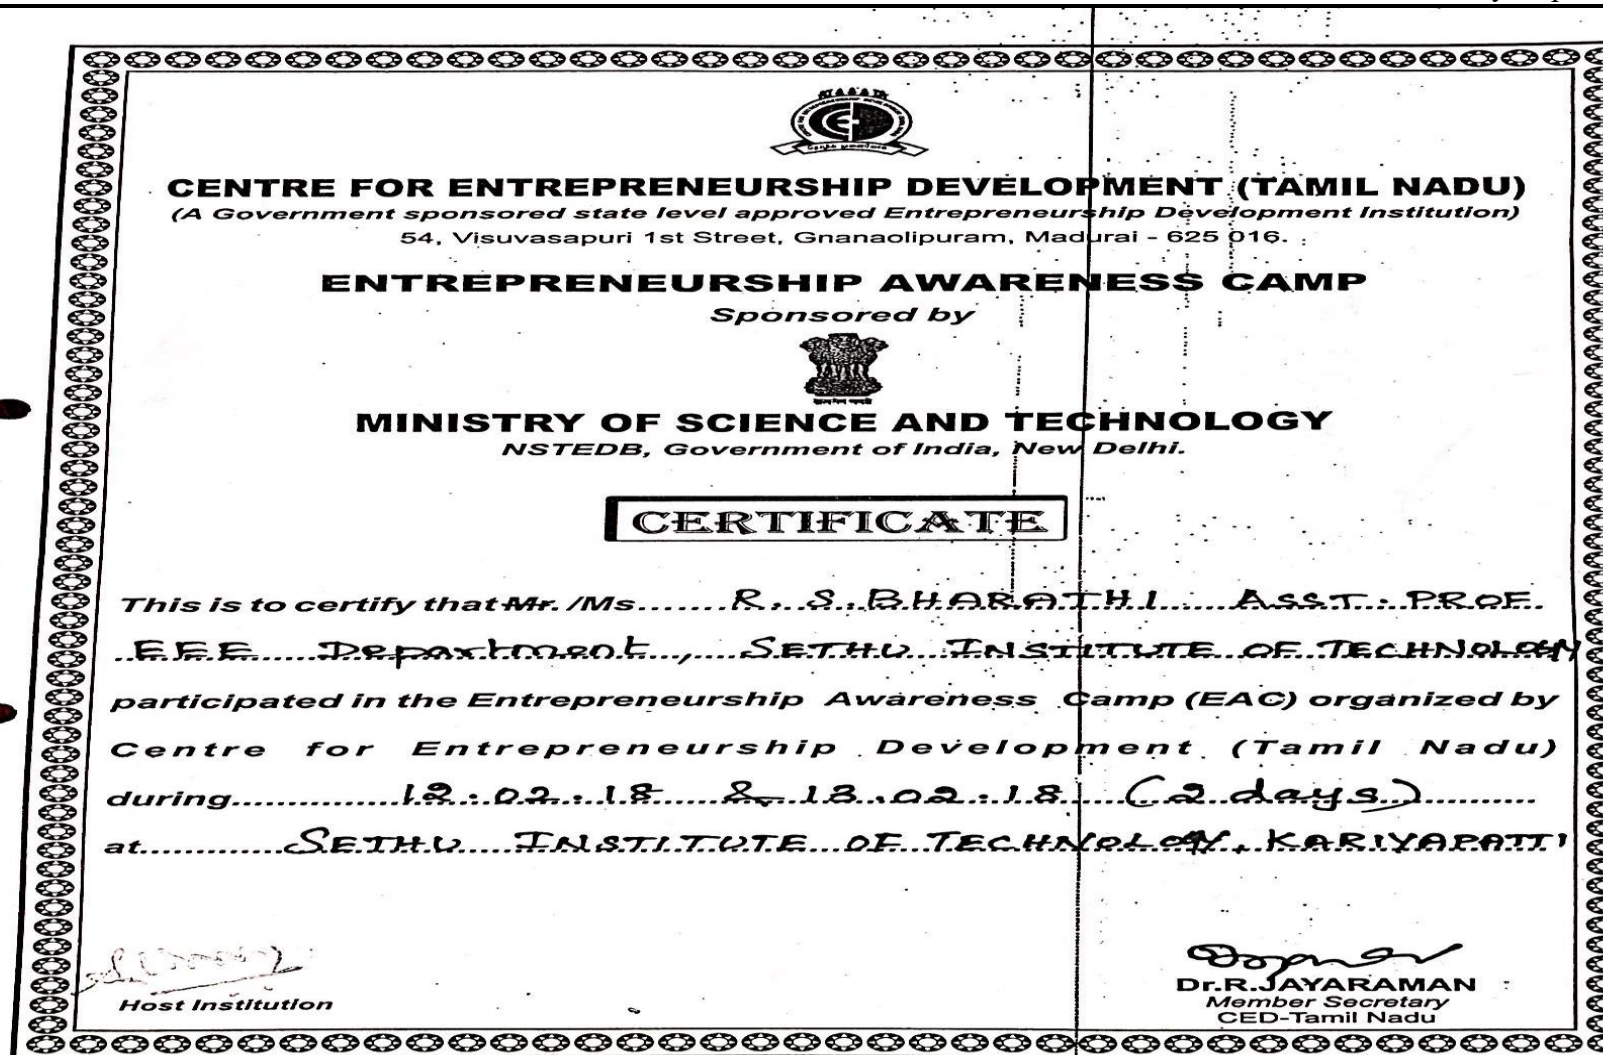 CENTRE FOR ENTREPRENEURSHIP DEVELOPMENT (TAMIL NADU)
(A Government sponsored state level approved Entrepreneurship Development Institution)
54, Visuvasapuri 1st Street, Gnanaolipuram, Madurai - 625 016.
ENTREPRENEURSHIP AWARENESS CAMP
Sponsored by
MINISTRY OF SCIENCE AND TECHNOLOGY
NSTEDB, Government of India, New Delhi.
CERTIFICATE
This is to certify that Mr. /Ms. R. S. BHARATHI ASST. PROF
EEE Department, SETHU INSTITUTE OF TECHNOLOGY
participated in the Entrepreneurship Awareness Camp (EAC) organized by
Centre for Entrepreneurship Development (Tamil Nadu)
during 12.02.18 & 13.02.18 (2 days)
at SETHU INSTITUTE OF TECHNOLOGY, KARIYAPATTI
Host Institution
Dr.R.JAYARAMAN
Member Secretary
CED-Tamil Nadu